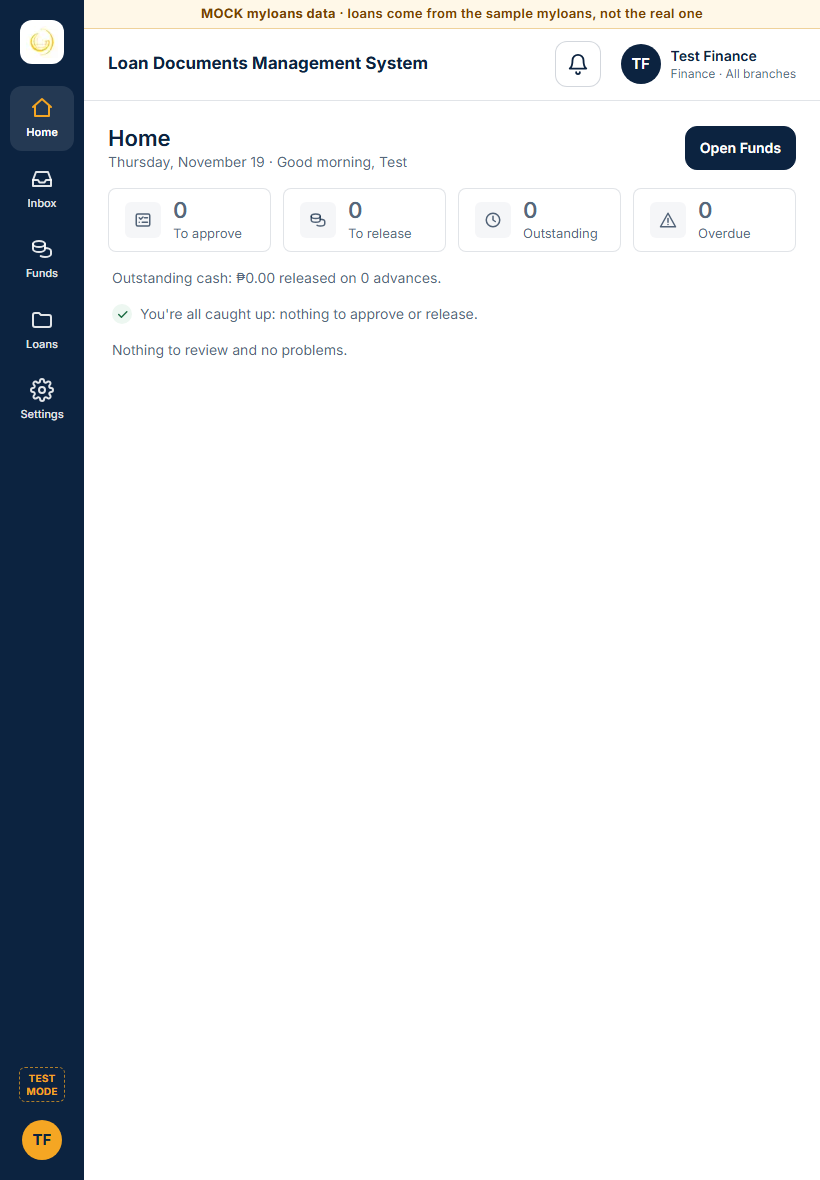 MOCK myloans data · loans come from the sample myloans, not the real one
Loan Documents Management System
TF
Test Finance
Finance · All branches
Home
Inbox
Funds
Loans
Settings
TEST
MODE
TF
Home
Thursday, November 19 · Good morning, Test
Open Funds
0
To approve
0
To release
0
Outstanding
0
Overdue
Outstanding cash: ₱0.00 released on 0 advances.
You're all caught up: nothing to approve or release.
Nothing to review and no problems.